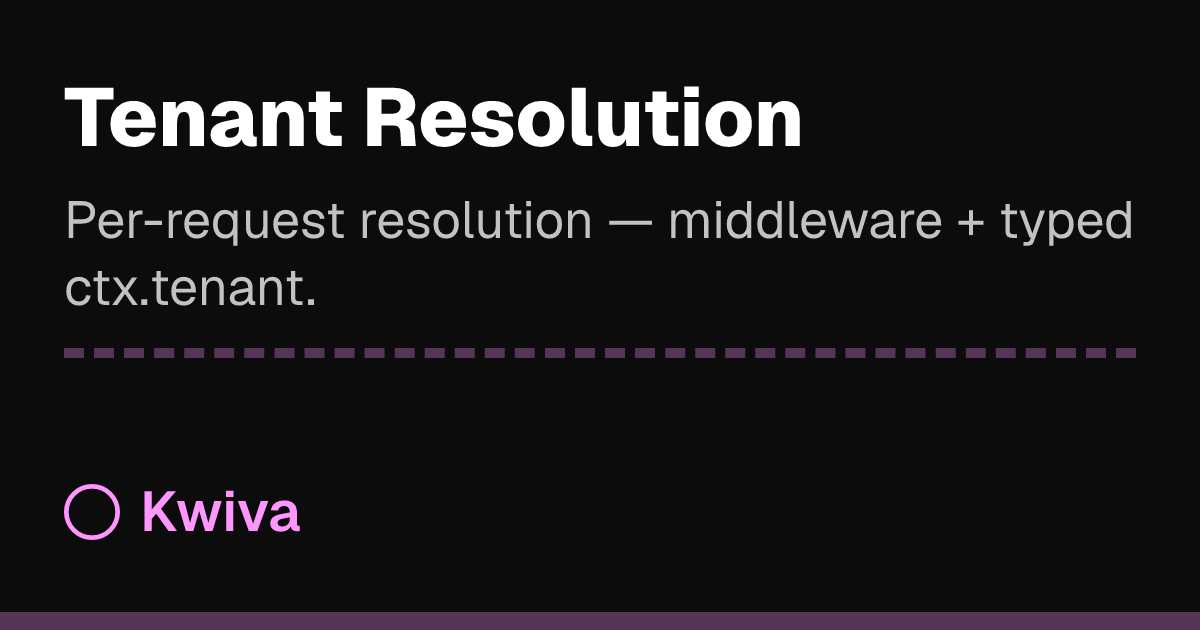 Tenant Resolution
Per-request resolution — middleware + typed
ctx.tenant.
Kwiva